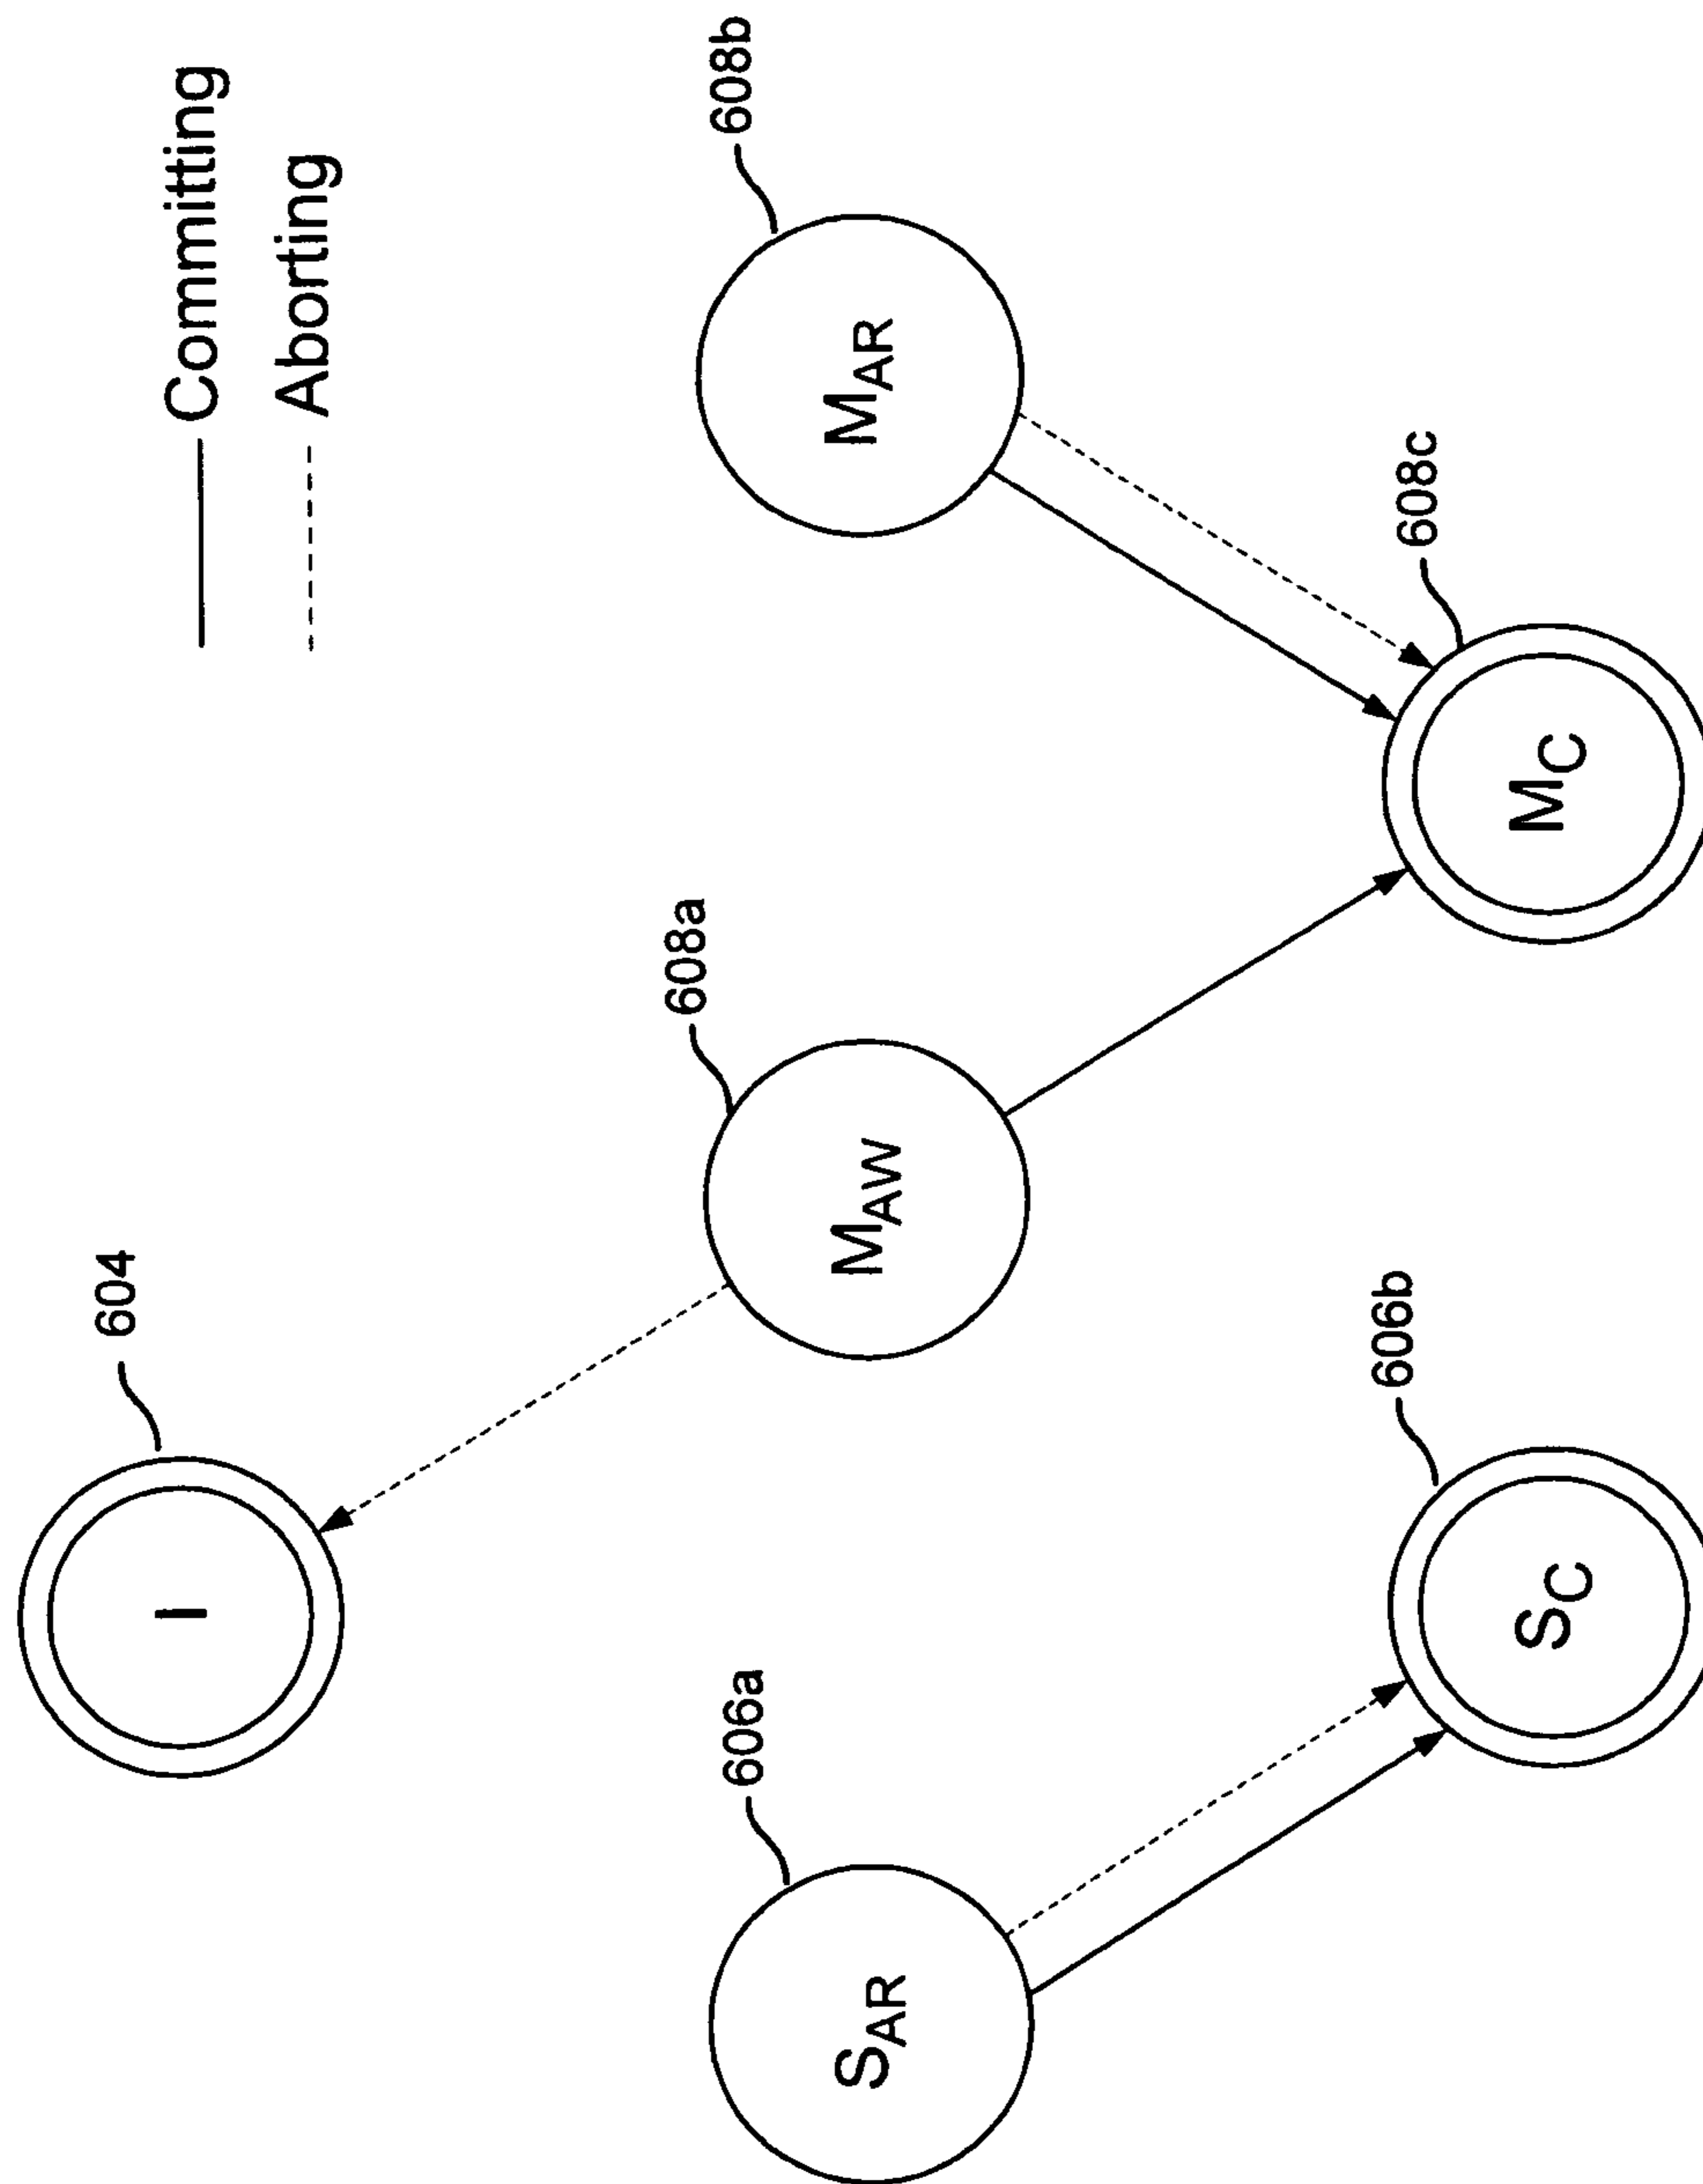 604
I
Committing
Aborting
606a
608a
608b
SAR
MAW
MAR
606b
608c
SC
MC